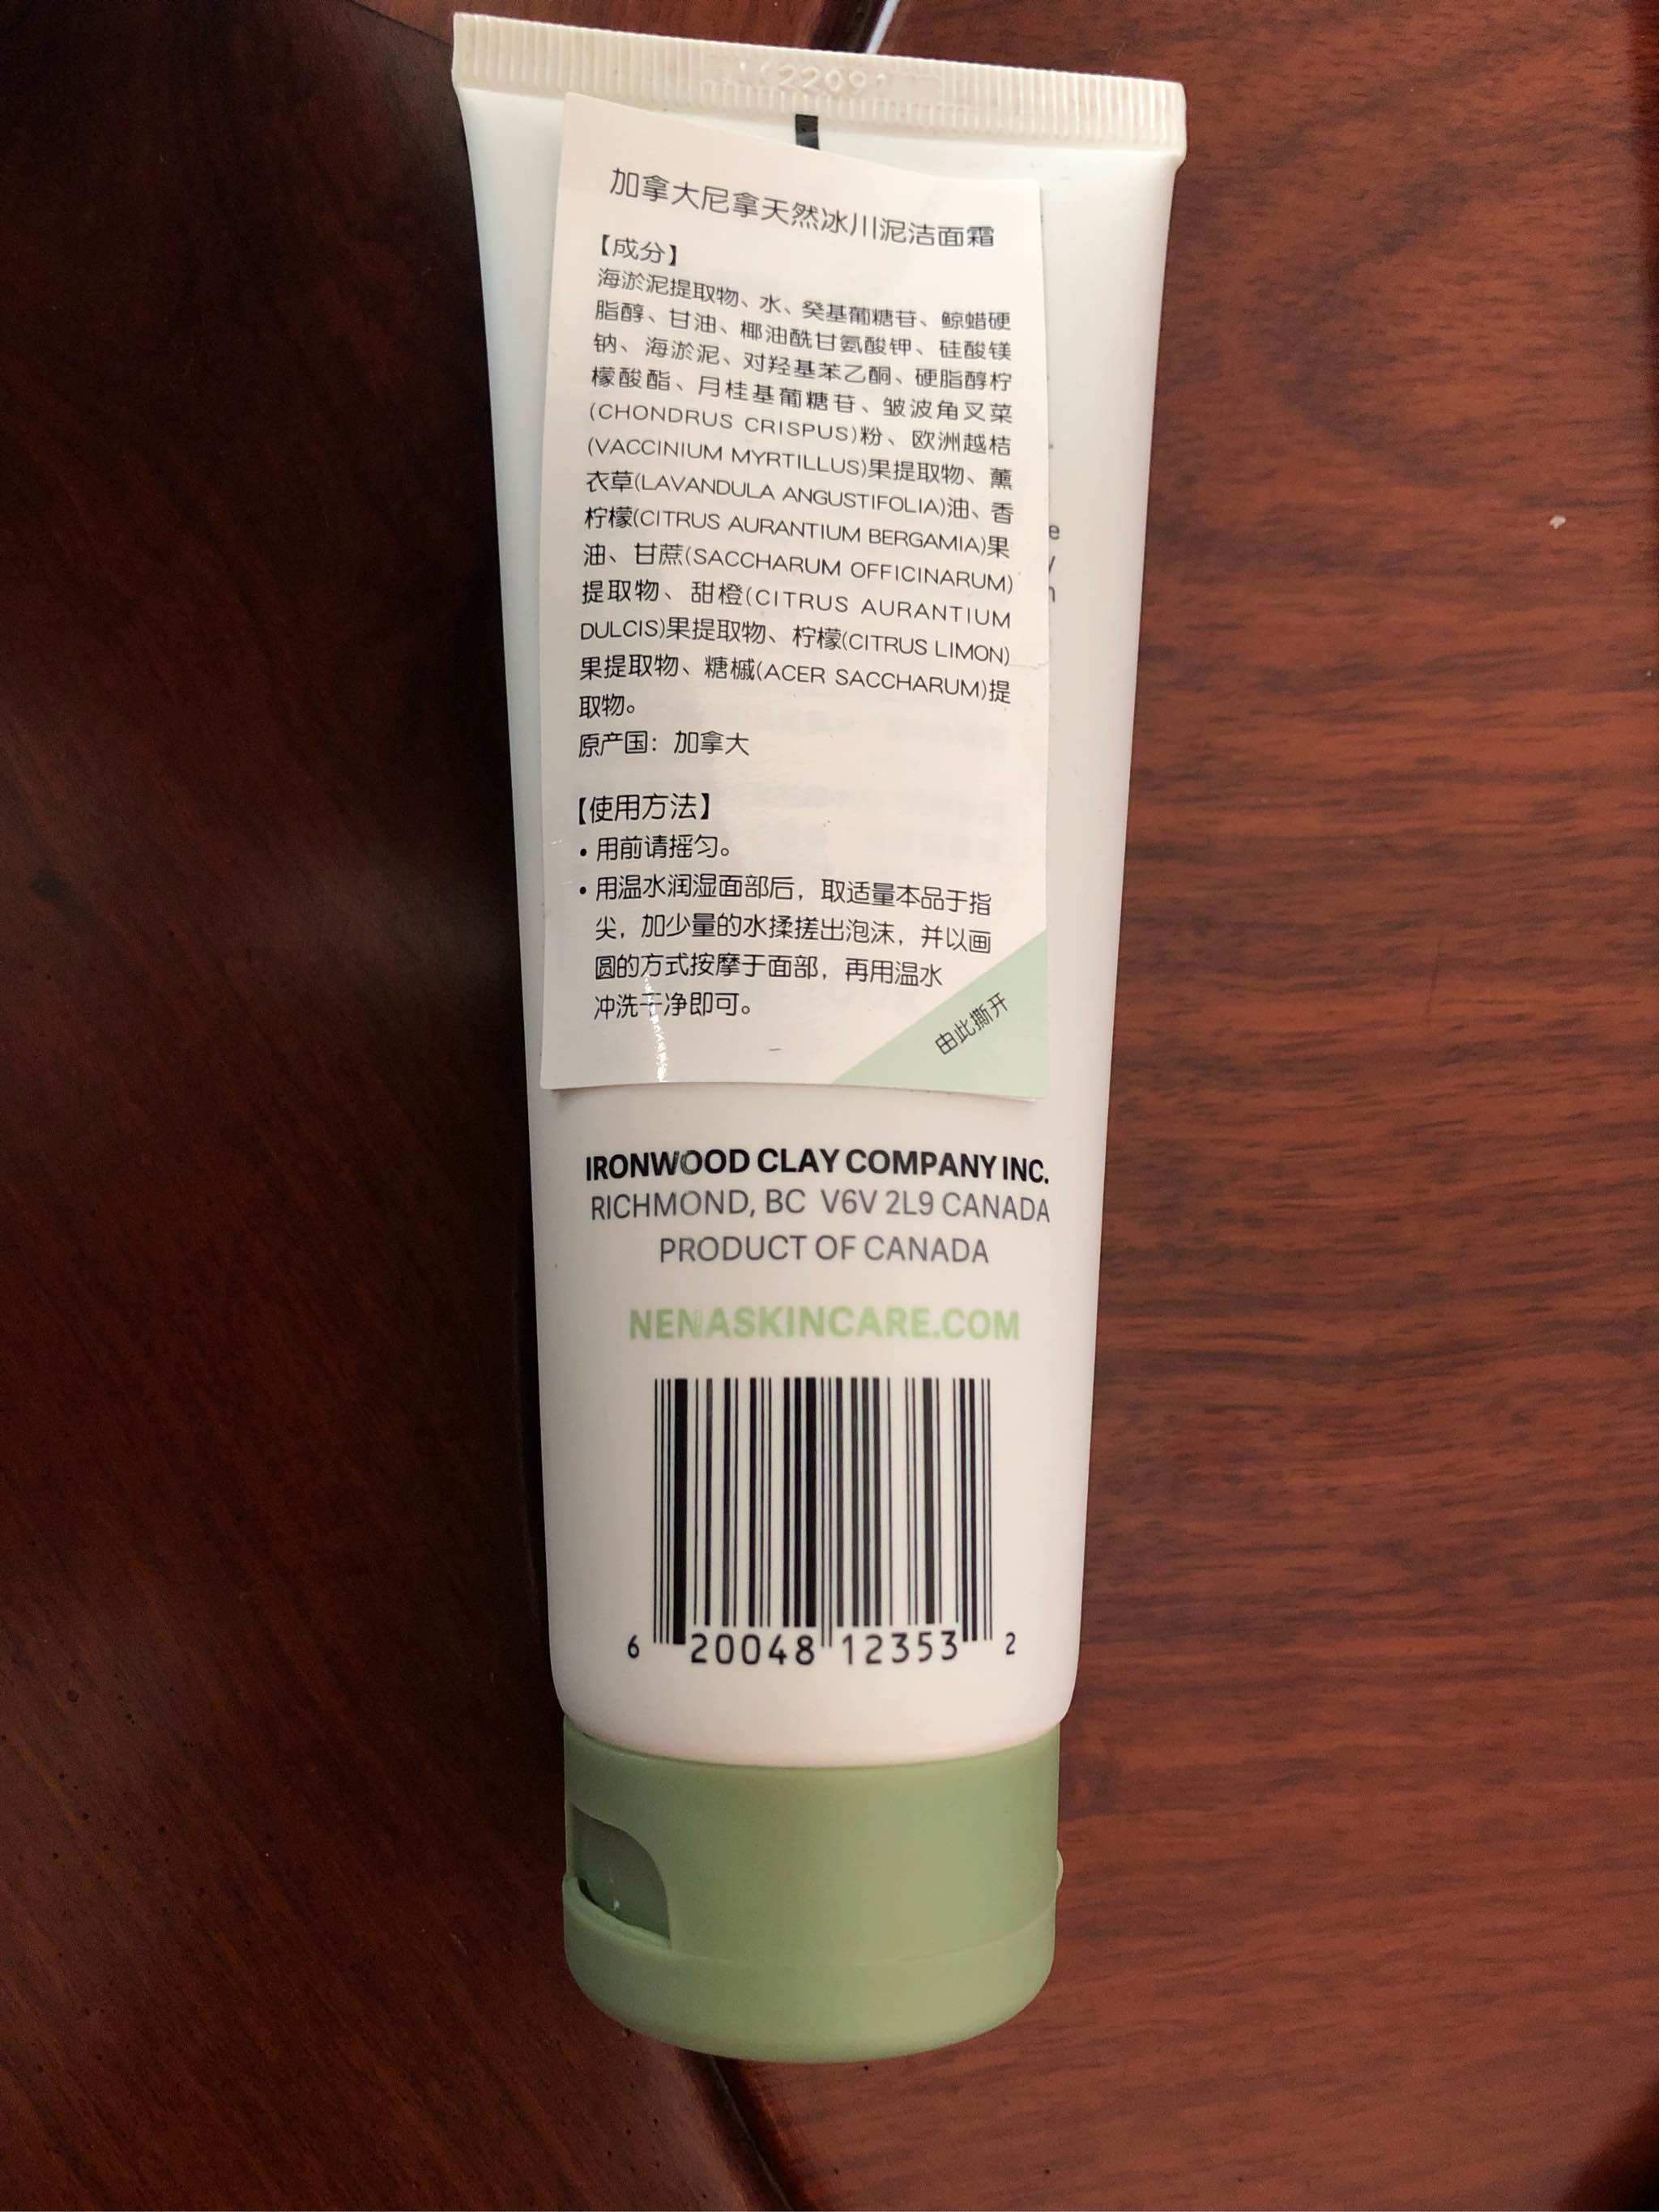 2209
加拿大尼拿天然冰川泥洁面霜
【成分】
海淤泥提取物、水、癸基葡糖苷、鲸蜡硬
脂醇、甘油、椰油酰甘氨酸钾、硅酸镁
钠、海淤泥、对羟基苯乙酮、硬脂醇柠
檬酸酯、月桂基葡糖苷、皱波角叉菜
(CHONDRUS CRISPUS)粉、欧洲越桔
(VACCINIUM MYRTILLUS)果提取物、薰
衣草(LAVANDULA ANGUSTIFOLIA)油、香
柠檬(CITRUS AURANTIUM BERGAMIA)果
油、甘蔗(SACCHARUM OFFICINARUM)
提取物、甜橙(CITRUS AURANTIUM
DULCIS)果提取物、柠檬(CITRUS LIMON)
果提取物、糖槭(ACER SACCHARUM)提
取物。
原产国：加拿大
【使用方法】
• 用前请摇匀。
• 用温水润湿面部后，取适量本品于指
尖，加少量的水揉搓出泡沫，并以画
圆的方式按摩于面部，再用温水
冲洗干净即可。
由此撕开
IRONWOOD CLAY COMPANY INC.
RICHMOND, BC V6V 2L9 CANADA
PRODUCT OF CANADA
NENASKINCARE.COM
6 20048 12353 2